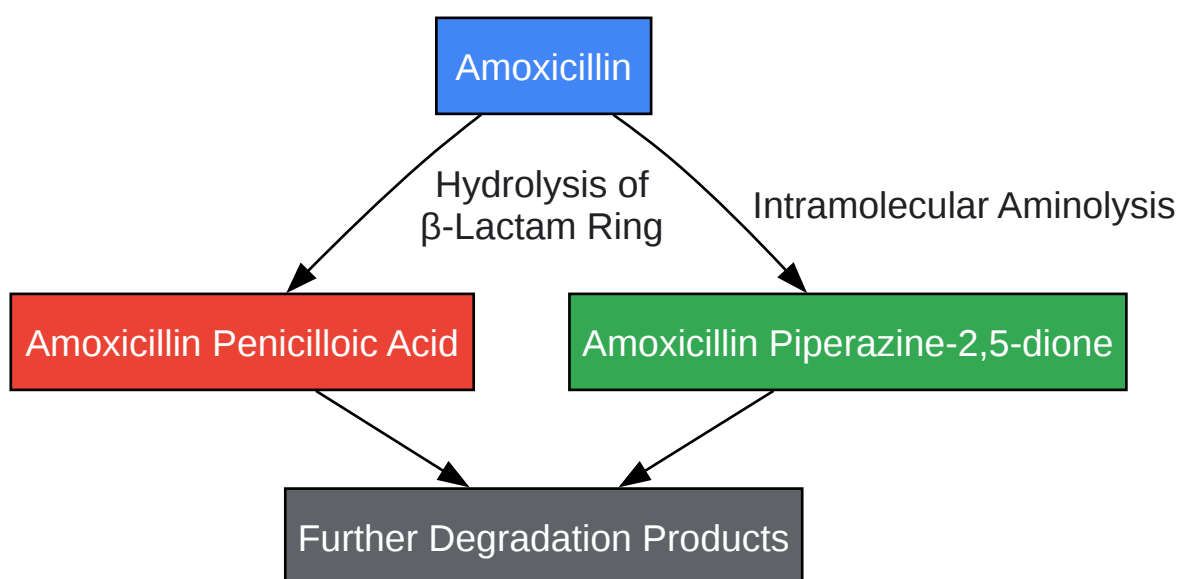 Amoxicillin
Hydrolysis of
β-Lactam Ring
Intramolecular Aminolysis
Amoxicillin Penicilloic Acid
Amoxicillin Piperazine-2,5-dione
Further Degradation Products